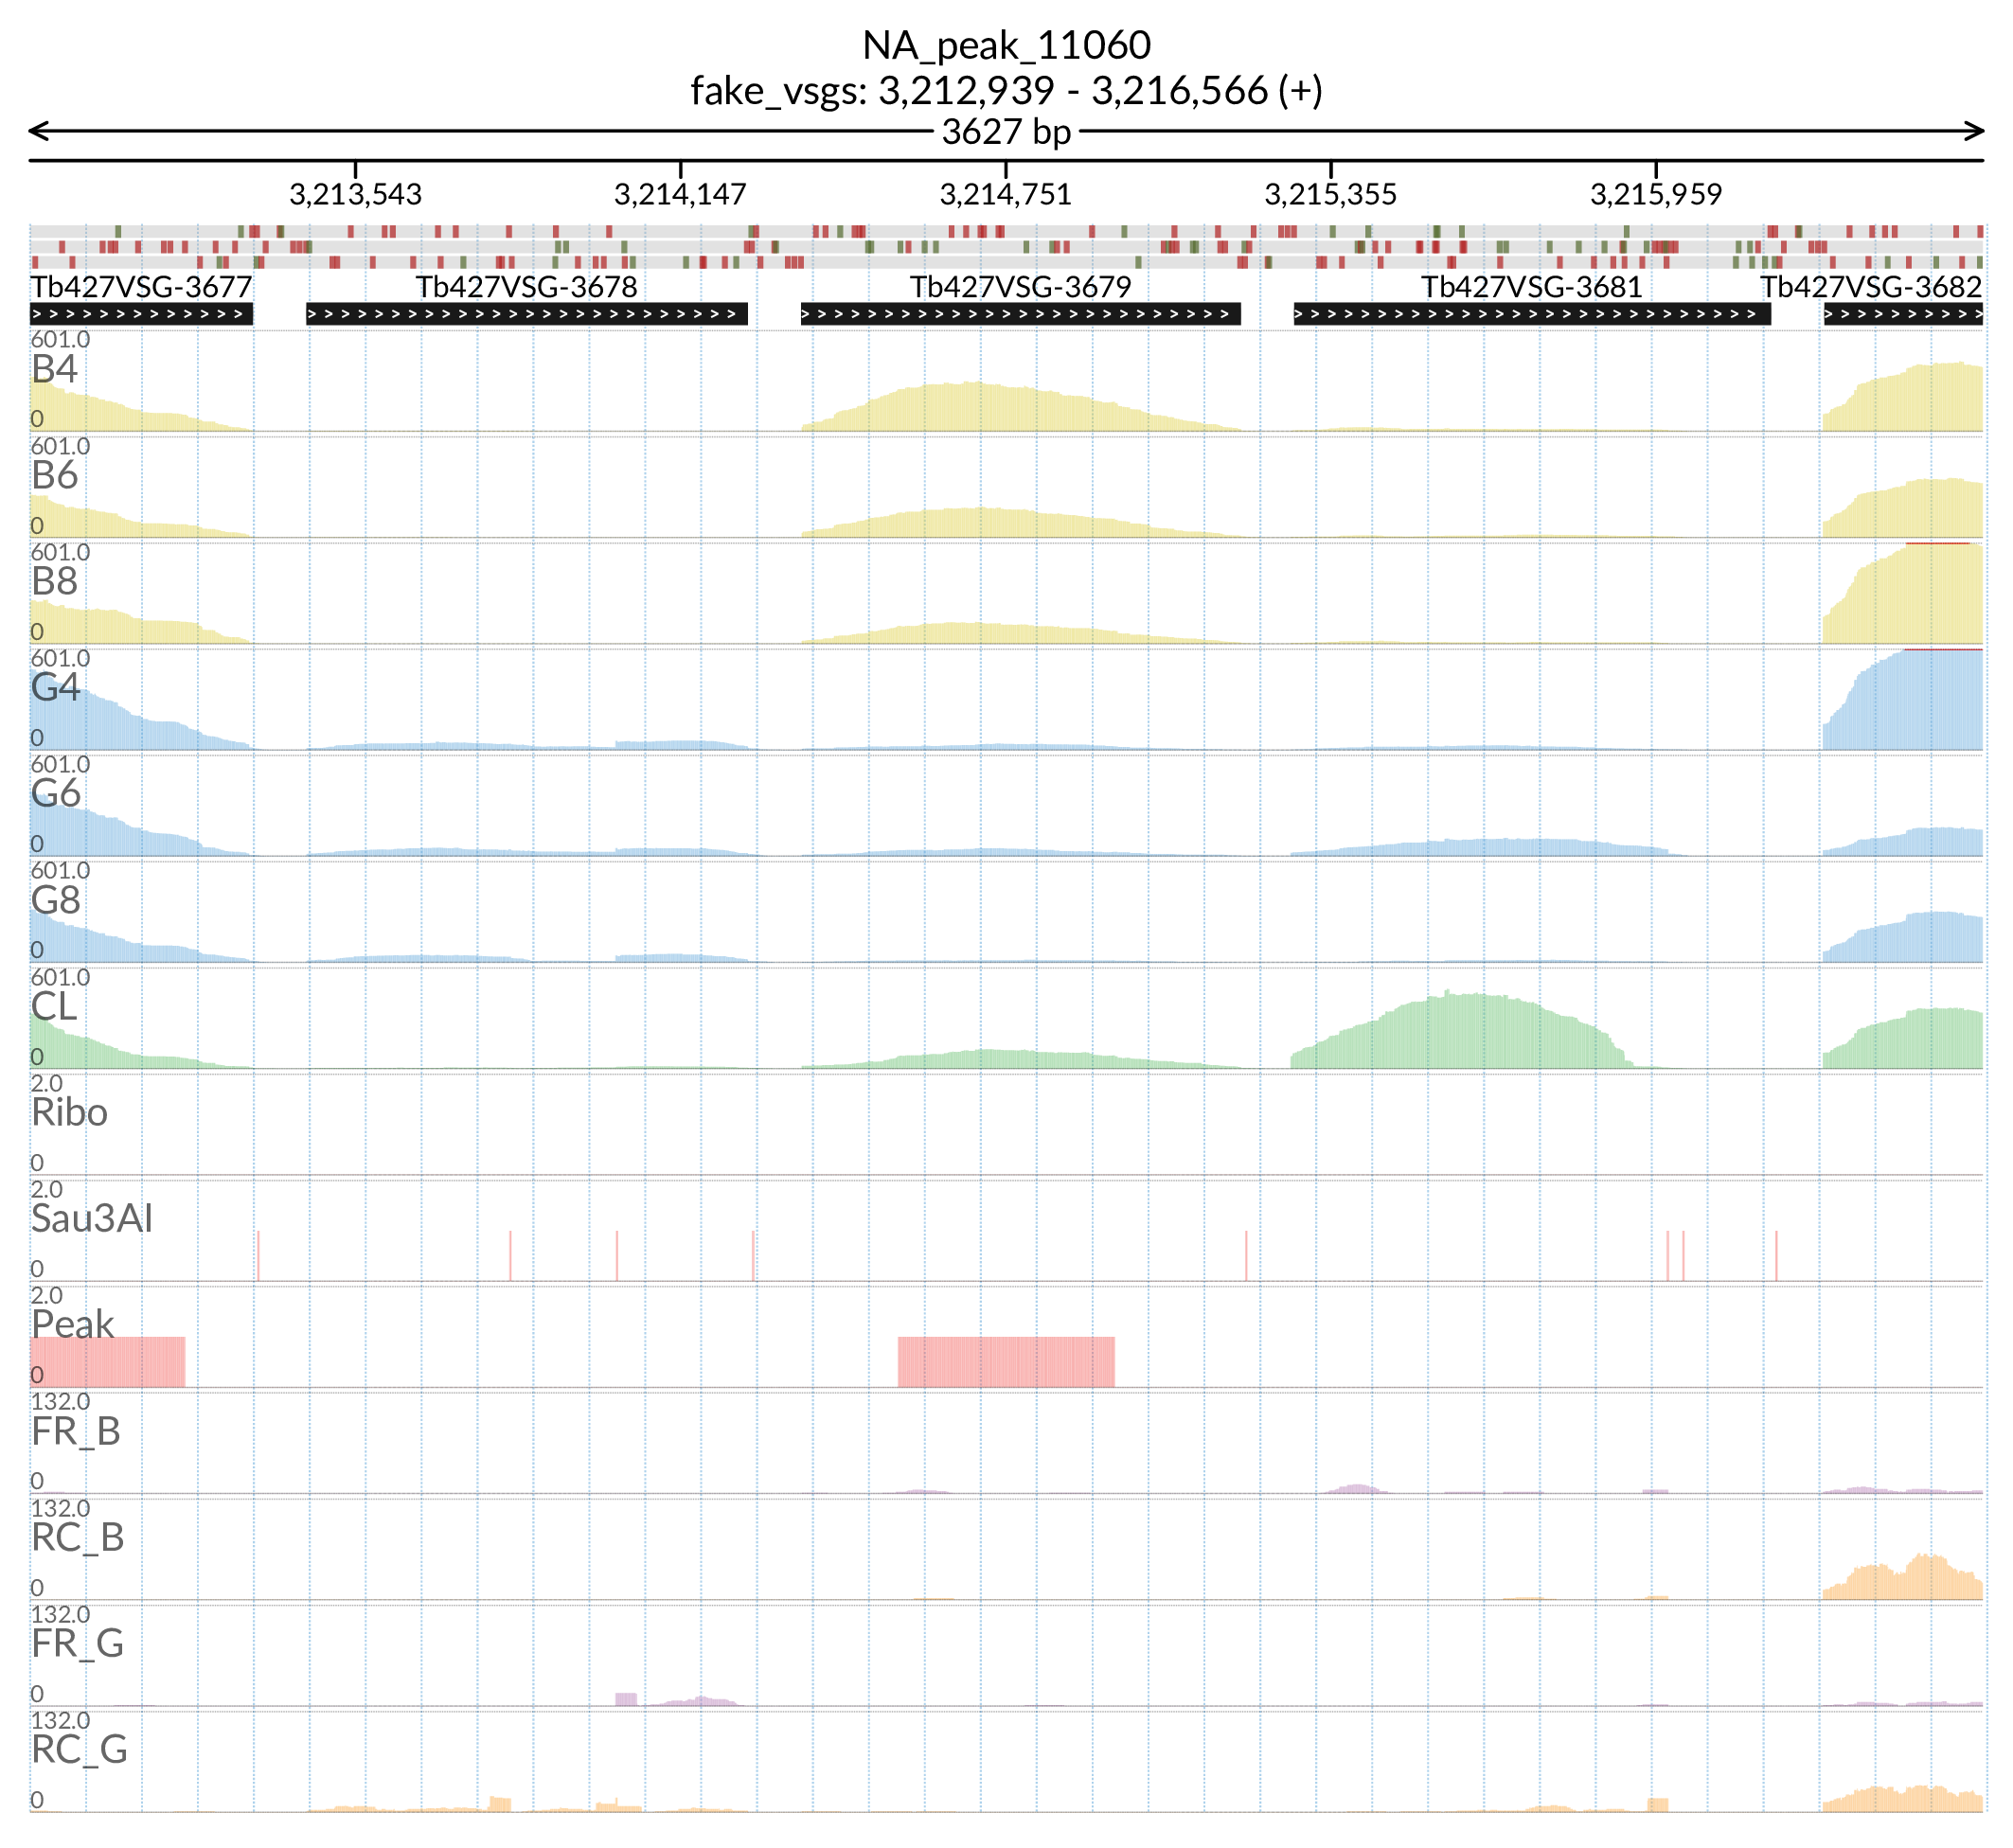 NA_peak_11060
fake_vsgs: 3,212,939 - 3,216,566 (+)
3627 bp
3,213,543 3,214,147 3,214,751 3,215,355 3,215,959
Tb427VSG-3677 Tb427VSG-3678 Tb427VSG-3679 Tb427VSG-3681 Tb427VSG-3682
601.0
B4
0
601.0
B6
0
601.0
B8
0
601.0
G4
0
601.0
G6
0
601.0
G8
0
601.0
CL
0
2.0
Ribo
0
2.0
Sau3AI
0
2.0
Peak
0
132.0
FR_B
0
132.0
RC_B
0
132.0
FR_G
0
132.0
RC_G
0